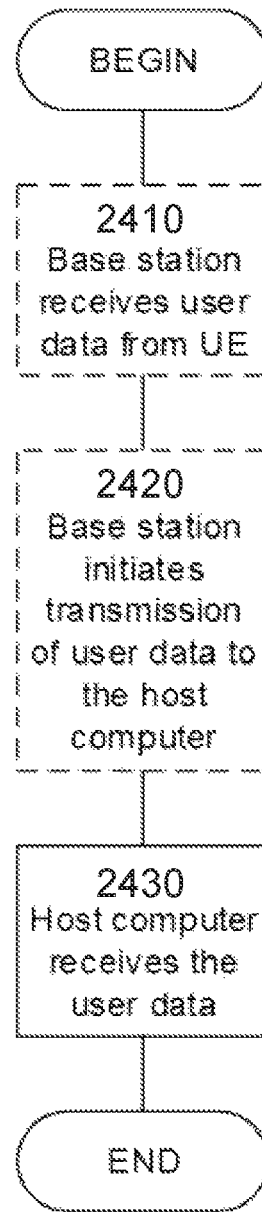 BEGIN
2410
Base station
receives user
data from UE
2420
Base station
initiates
transmission
of user data to
the host
computer
2430
Host computer
receives the
user data
END